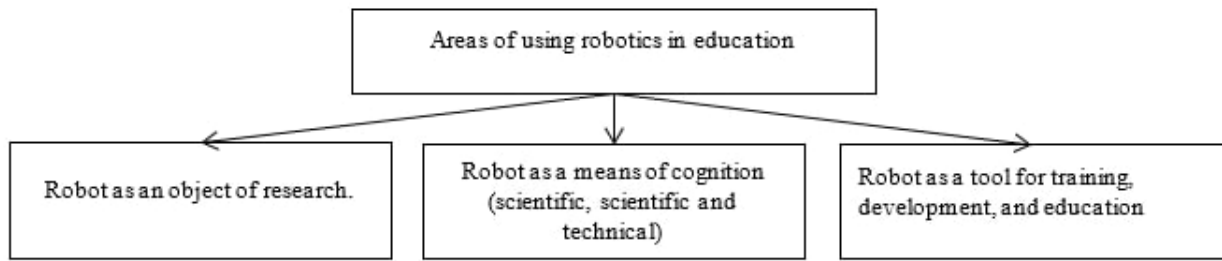 Areas of using robotics in education
Robot as an object of research.
Robot as a means of cognition
(scientific, scientific and
technical)
Robot as a tool for training,
development, and education